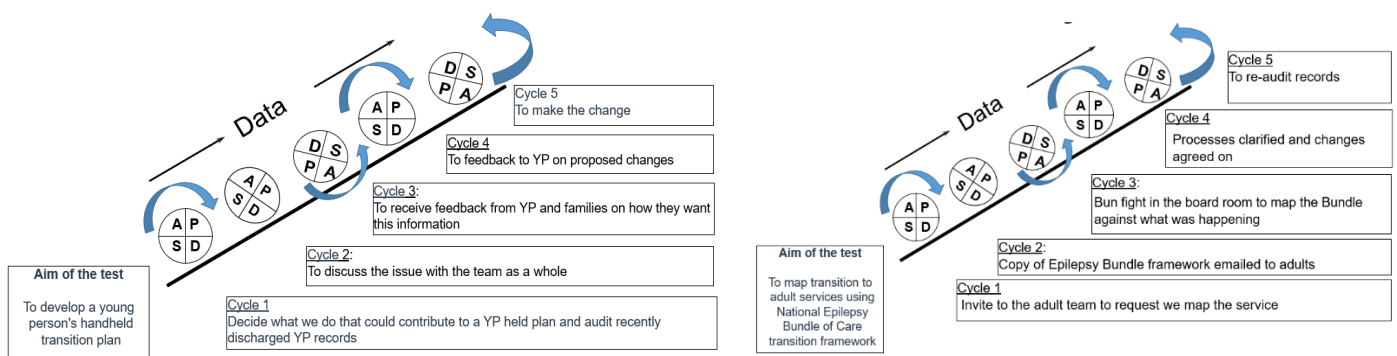 Data
D S
P A
A P
S D
D S
P A
A P
S D
A P
S D
Cycle 5
To make the change
Cycle 4
To feedback to YP on proposed changes
Cycle 3:
To receive feedback from YP and families on how they want
this information
Cycle 2:
To discuss the issue with the team as a whole
Cycle 1
Decide what we do that could contribute to a YP held plan and audit recently
discharged YP records
Aim of the test
To develop a young
person's handheld
transition plan
Data
D S
P A
A P
S D
D S
P A
A P
S D
A P
S D
Cycle 5
To re-audit records
Cycle 4
Processes clarified and changes
agreed on
Cycle 3:
Bun fight in the board room to map the Bundle
against what was happening
Cycle 2:
Copy of Epilepsy Bundle framework emailed to adults
Cycle 1
Invite to the adult team to request we map the service
Aim of the test
To map transition to
adult services using
National Epilepsy
Bundle of Care
transition framework